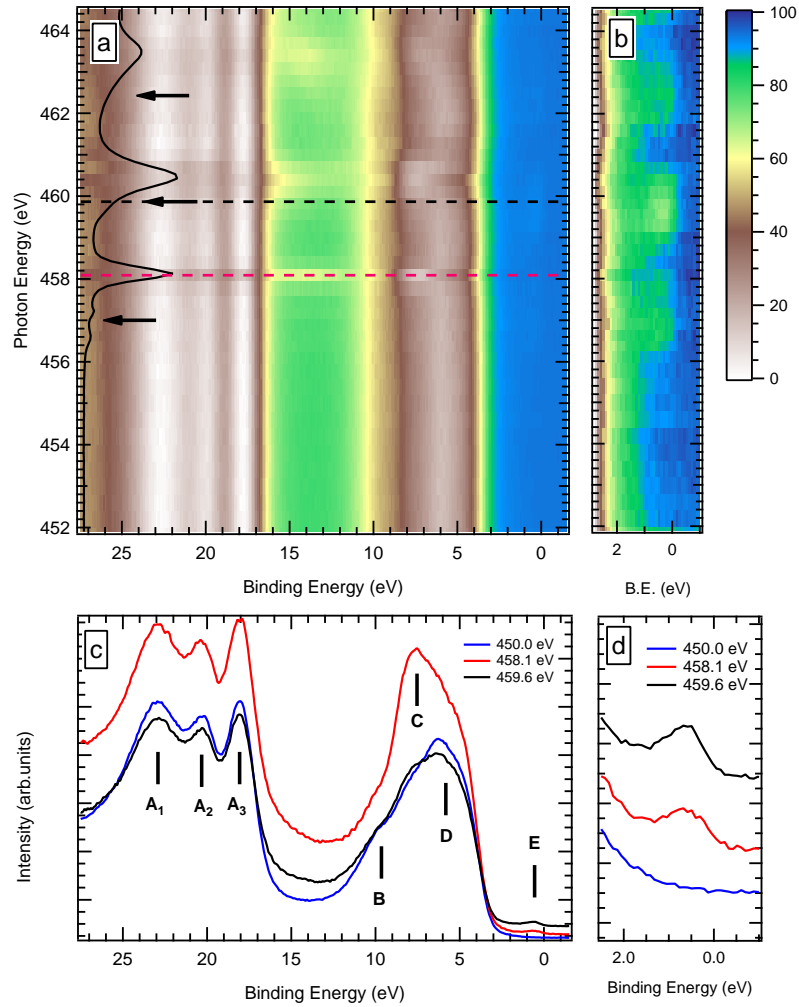 a
464
462
460
458
456
454
452
Photon Energy (eV)
25 20 15 10 5 0
Binding Energy (eV)
b
2 0
B.E. (eV)
100
80
60
40
20
0
c
450.0 eV
458.1 eV
459.6 eV
C
A1 A2 A3
D
E
B
Intensity (arb.units)
25 20 15 10 5 0
Binding Energy (eV)
d
450.0 eV
458.1 eV
459.6 eV
2.0 0.0
Binding Energy (eV)